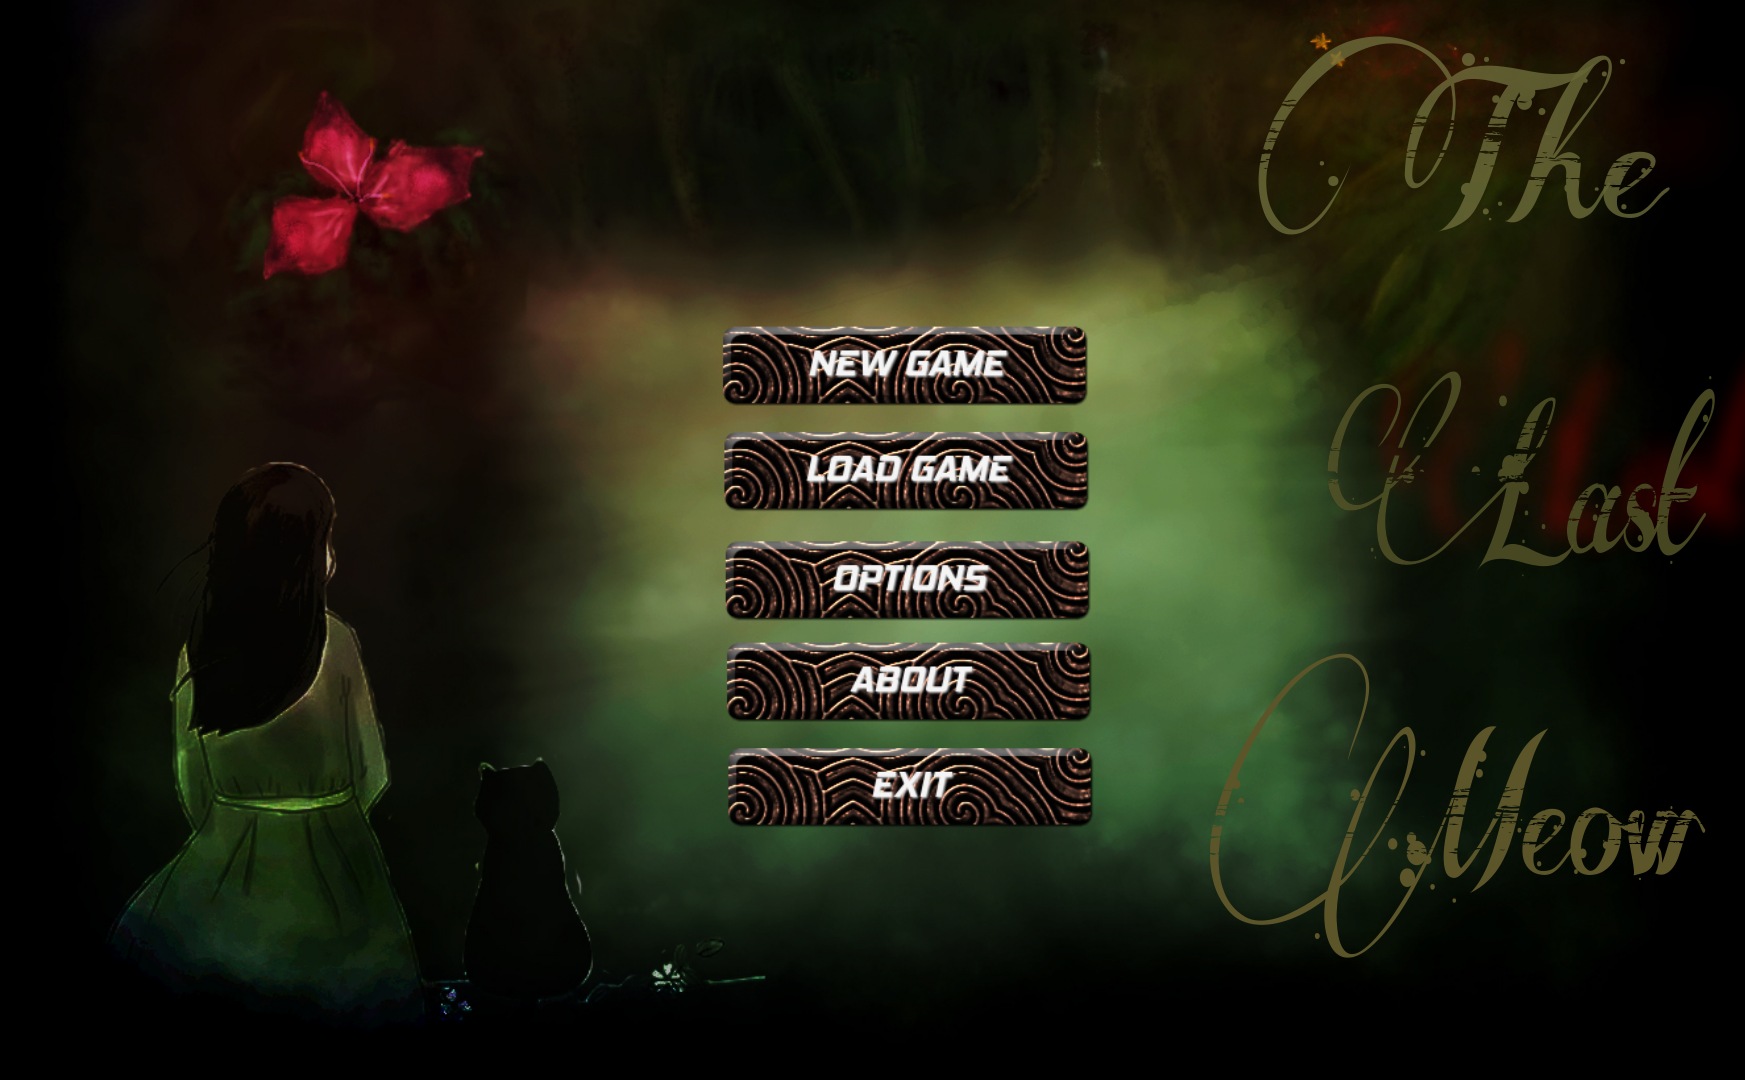 The
Last
Meow
NEW GAME
LOAD GAME
OPTIONS
ABOUT
EXIT